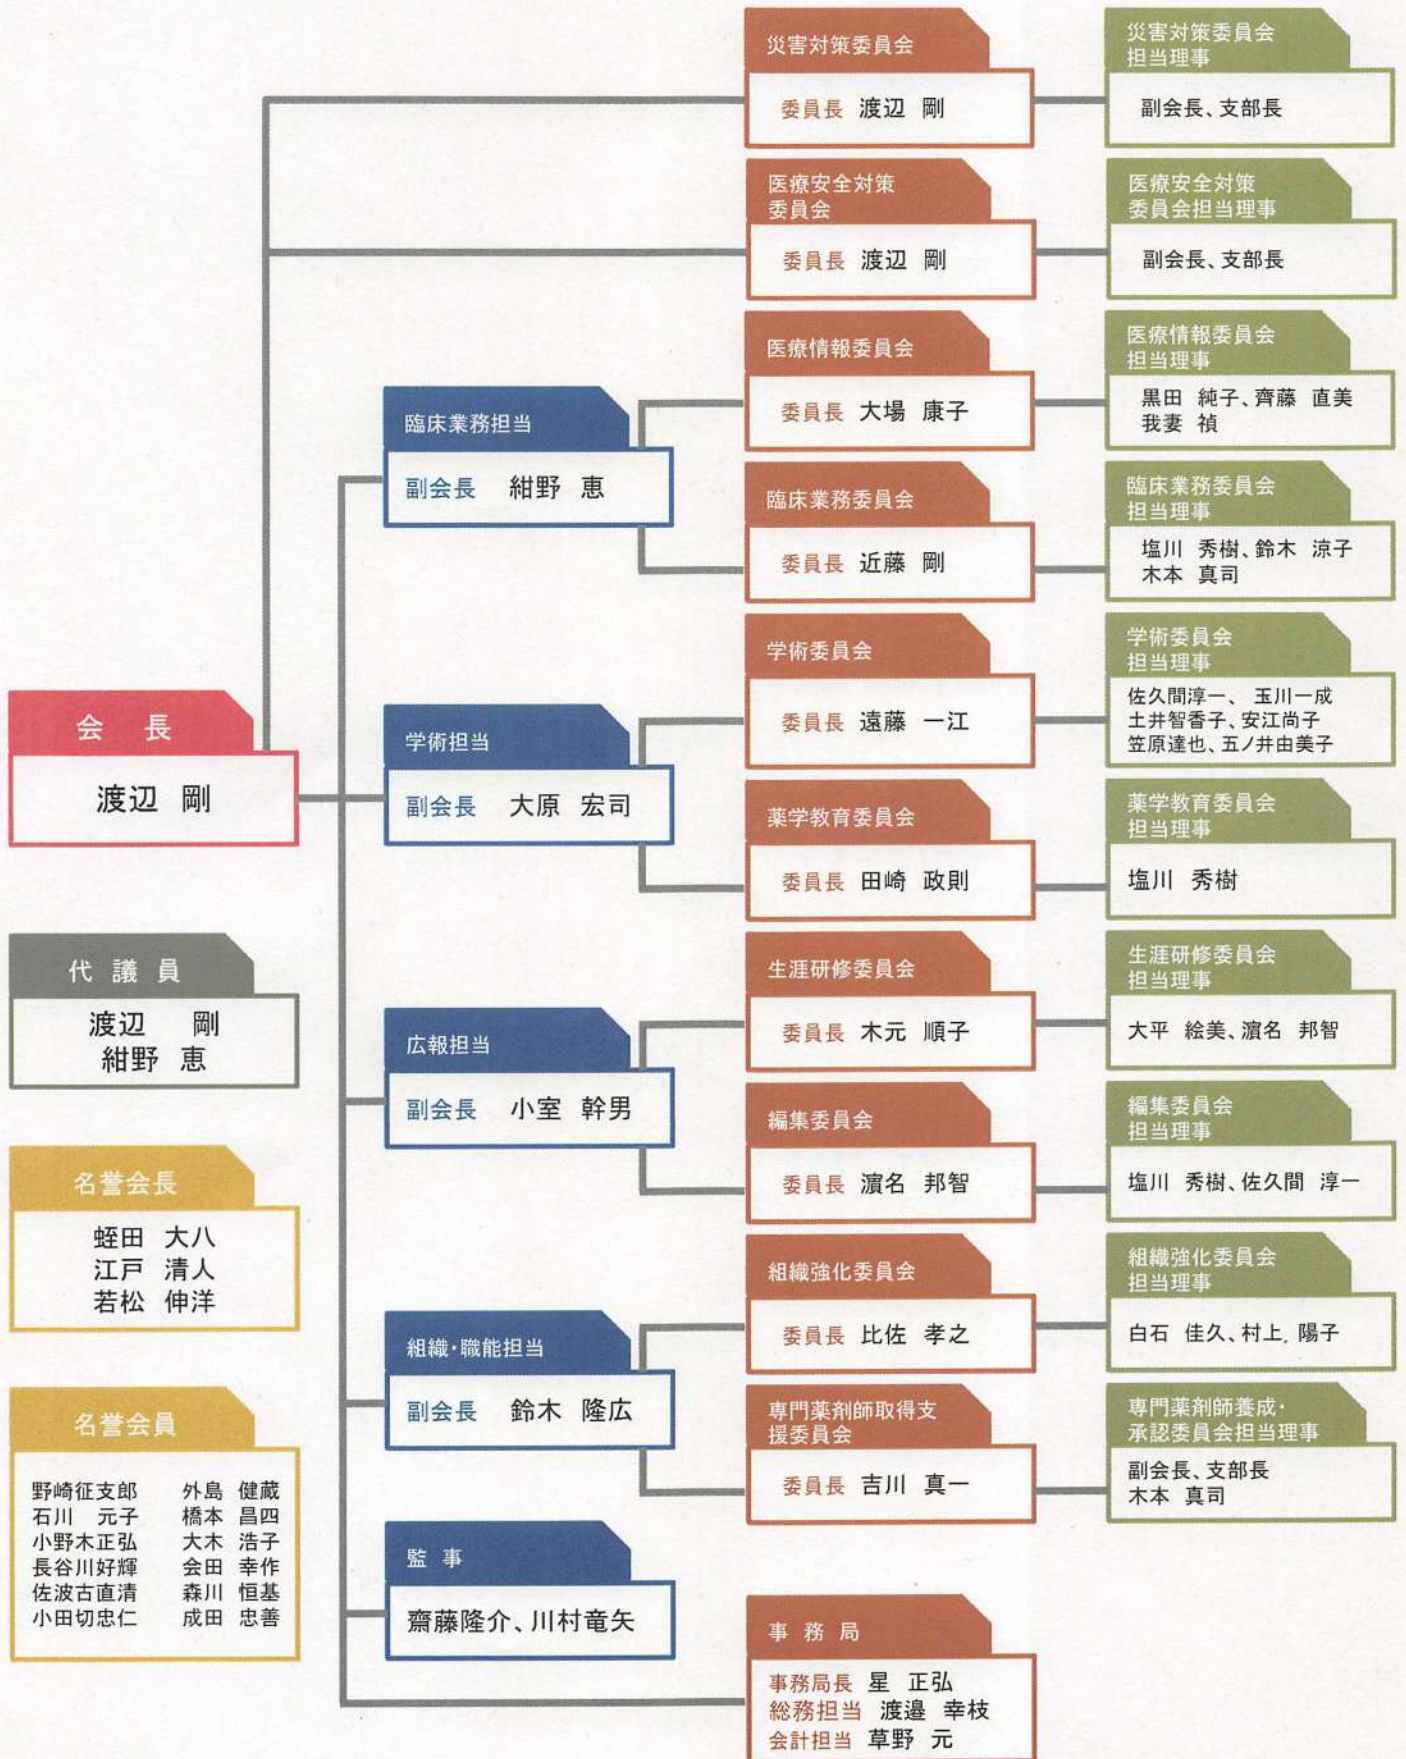 会 長
渡辺 剛
代 議 員
渡辺 剛
紺野 恵
名誉会長
蛭田 大八
江戸 清人
若松 伸洋
名誉会員
野崎征支郎 外島 健蔵
石川 元子 橋本 昌四
小野木正弘 大木 浩子
長谷川好輝 会田 幸作
佐波古直清 森川 恒基
小田切忠仁 成田 忠善
臨床業務担当
副会長 紺野 恵
学術担当
副会長 大原 宏司
広報担当
副会長 小室 幹男
組織・職能担当
副会長 鈴木 隆広
監 事
齋藤隆介、川村竜矢
災害対策委員会
委員長 渡辺 剛
災害対策委員会
担当理事
副会長、支部長
医療安全対策
委員会
委員長 渡辺 剛
医療安全対策
委員会担当理事
副会長、支部長
医療情報委員会
委員長 大場 康子
医療情報委員会
担当理事
黒田 純子、齊藤 直美
我妻 禎
臨床業務委員会
委員長 近藤 剛
臨床業務委員会
担当理事
塩川 秀樹、鈴木 涼子
木本 真司
学術委員会
委員長 遠藤 一江
学術委員会
担当理事
佐久間淳一、 玉川一成
土井智香子、安江尚子
笠原達也、五ノ井由美子
薬学教育委員会
委員長 田崎 政則
薬学教育委員会
担当理事
塩川 秀樹
生涯研修委員会
委員長 木元 順子
生涯研修委員会
担当理事
大平 絵美、濵名 邦智
編集委員会
委員長 濵名 邦智
編集委員会
担当理事
塩川 秀樹、佐久間 淳一
組織強化委員会
委員長 比佐 孝之
組織強化委員会
担当理事
白石 佳久、村上 陽子
専門薬剤師取得支
援委員会
委員長 吉川 真一
専門薬剤師養成・
承認委員会担当理事
副会長、支部長
木本 真司
事 務 局
事務局長 星 正弘
総務担当 渡邉 幸枝
会計担当 草野 元